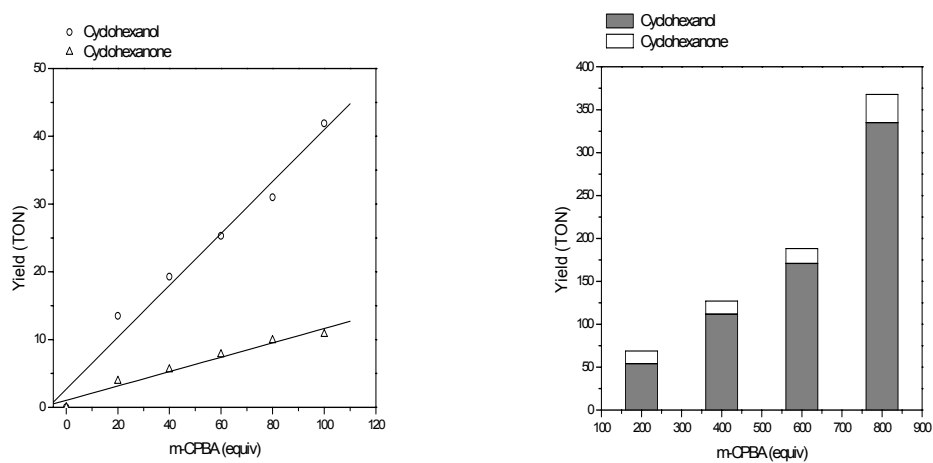 Cyclohexanol
Cyclohexanone
50
40
30
20
10
0
Yield (TON)
0 20 40 60 80 100 120
m-CPBA (equiv)
Cyclohexanol
Cyclohexanone
400
350
300
250
200
150
100
50
0
Yield (TON)
100 200 300 400 500 600 700 800 900
m-CPBA (equiv)